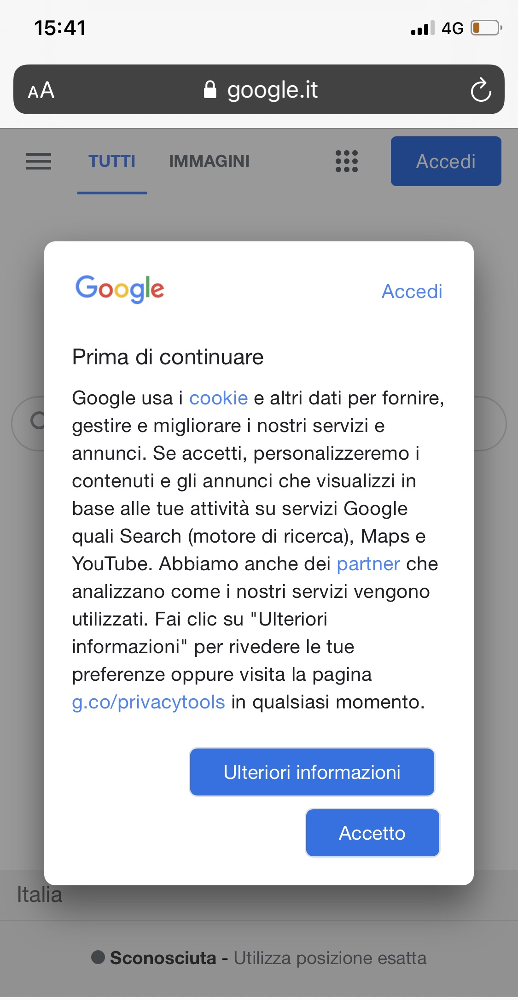 15:41 4G
AA google.it
TUTTI IMMAGINI Accedi
Google Accedi
Prima di continuare
Google usa i cookie e altri dati per fornire,
gestire e migliorare i nostri servizi e
annunci. Se accetti, personalizzeremo i
contenuti e gli annunci che visualizzi in
base alle tue attività su servizi Google
quali Search (motore di ricerca), Maps e
YouTube. Abbiamo anche dei partner che
analizzano come i nostri servizi vengono
utilizzati. Fai clic su "Ulteriori
informazioni" per rivedere le tue
preferenze oppure visita la pagina
g.co/privacytools in qualsiasi momento.
Ulteriori informazioni
Accetto
Italia
Sconosciuta - Utilizza posizione esatta